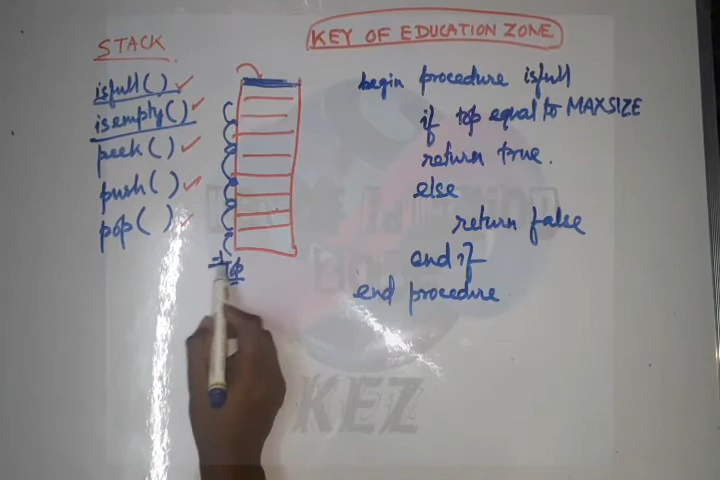 KEY OF EDUCATION ZONE
STACK
isfull()
isempty()
peek()
push()
pop()
-1
top
begin procedure isfull
if top equal to MAXSIZE
return true.
else
return false
end if
end procedure
KEZ